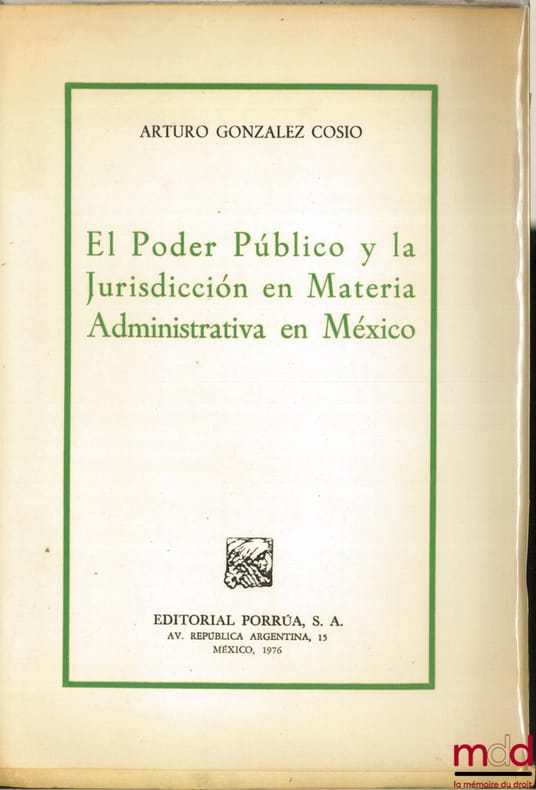 ARTURO GONZALEZ COSIO
El Poder Público y la
Jurisdicción en Materia
Administrativa en México
EDITORIAL PORRÚA, S. A.
AV. REPÚBLICA ARGENTINA, 15
MÉXICO, 1976
mdd
la mémoire du droit